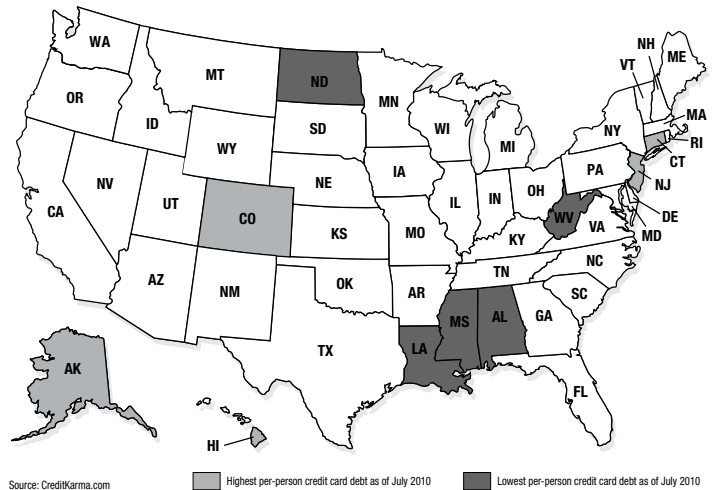 WA
NH
ME
VT
MT
ND
MN
OR
MA
ID
SD
WI
NY
RI
WY
MI
CT
IA
PA
NJ
NV
NE
OH
UT
IL
IN
DE
CA
CO
WV
VA
MD
KS
MO
KY
NC
AZ
OK
TN
NM
AR
SC
MS
AL
GA
LA
TX
AK
FL
HI
Source: CreditKarma.com
Highest per-person credit card debt as of July 2010
Lowest per-person credit card debt as of July 2010